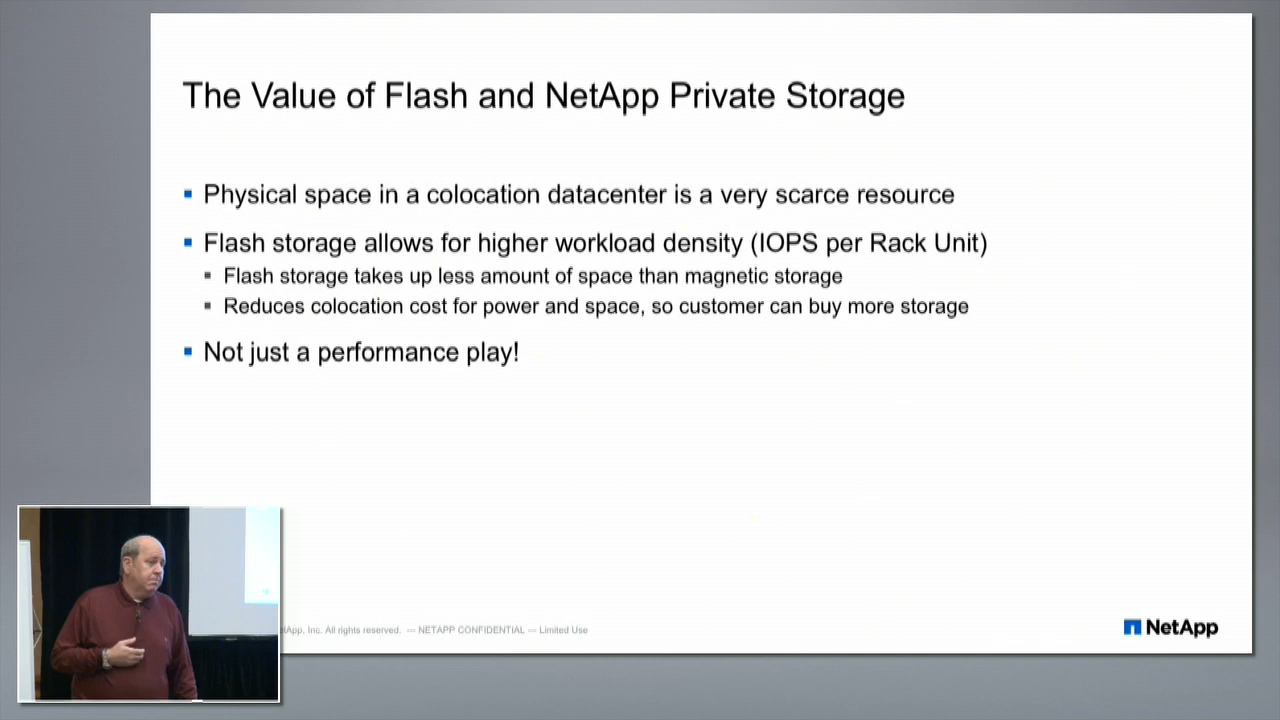 The Value of Flash and NetApp Private Storage
Physical space in a colocation datacenter is a very scarce resource
Flash storage allows for higher workload density (IOPS per Rack Unit)
Flash storage takes up less amount of space than magnetic storage
Reduces colocation cost for power and space, so customer can buy more storage
Not just a performance play!
Inc. All rights reserved. --- NETAPP CONFIDENTIAL --- Limited Use
NetApp